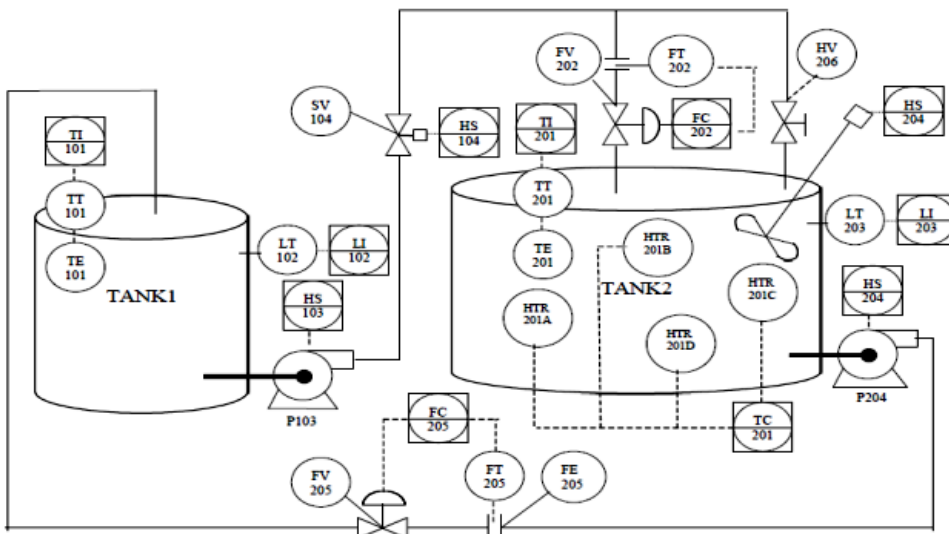 FV
202
FT
202
HV
206
SV
104
HS
104
TI
201
FC
202
HS
204
TI
101
TT
101
TE
101
TT
201
TE
201
LT
102
LI
102
HTR
201B
LT
203
LI
203
TANK1
HS
103
HTR
201A
TANK2
HTR
201C
HS
204
HTR
201D
P103
P204
FC
205
TC
201
FV
205
FT
205
FE
205